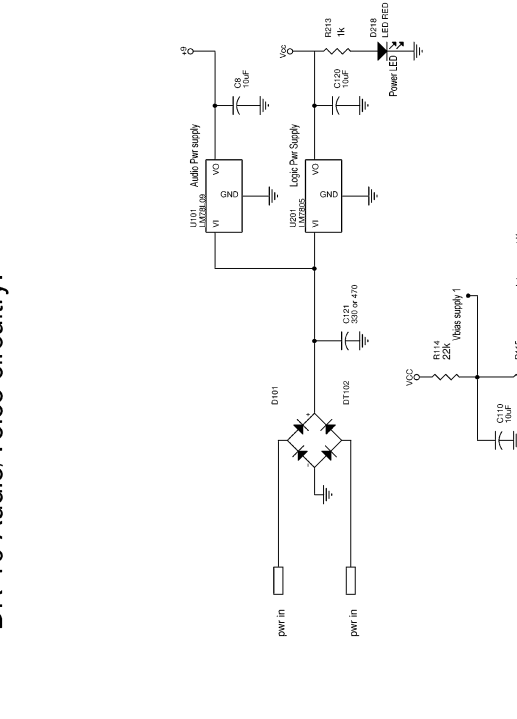 pwr in
pwr in
D101
DT102
C121
330 or 470
U101
LM78L09
VI
GND
VO
Audio Pwr supply
C8
10uF
+9
U201
LM7805
VI
GND
VO
Logic Pwr Supply
C120
10uF
Vcc
R213
1k
D218
LED RED
Power LED
VCC
R114
22k
Vbias supply 1
C110
10uF